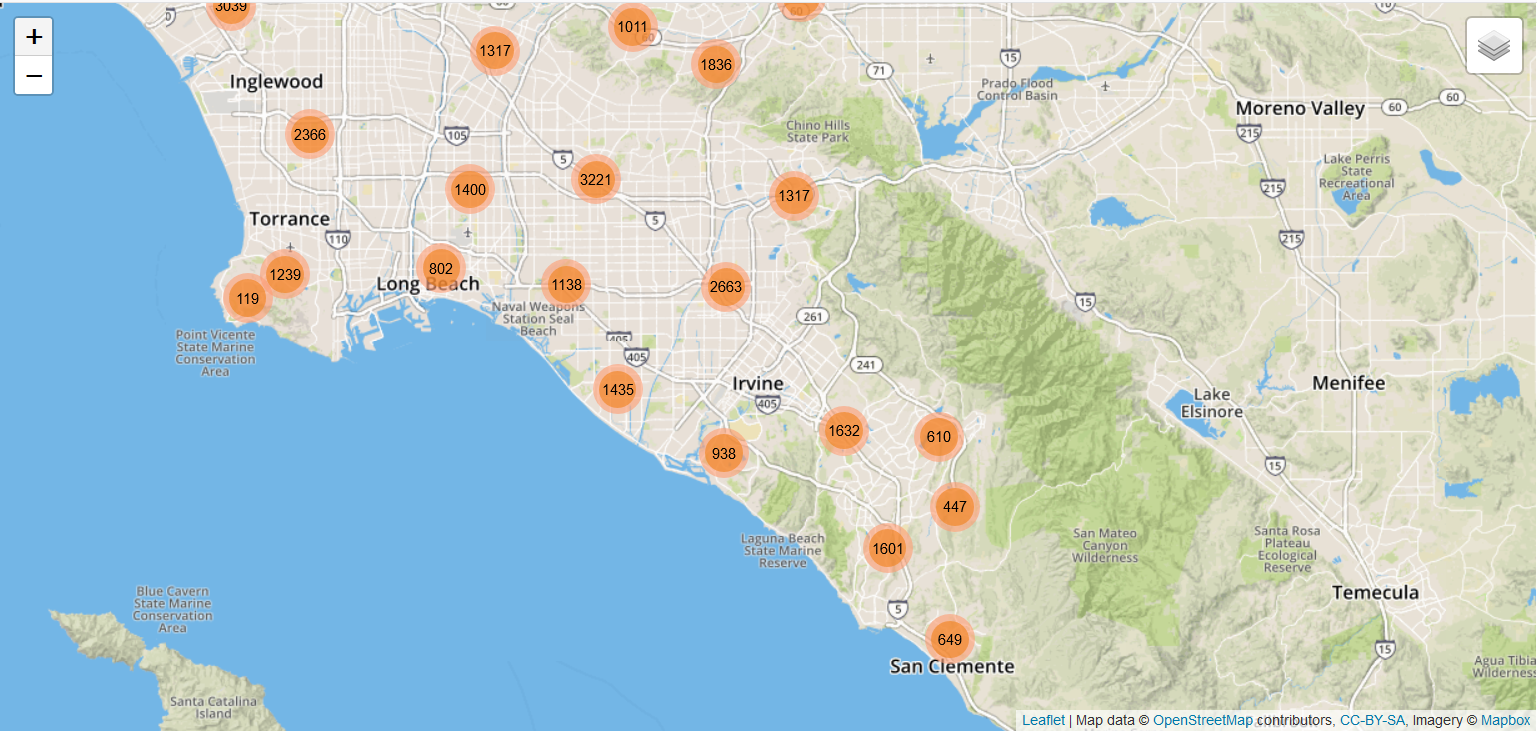 3039
60
1011
60
+
1317
15
1836
71
−
Inglewood
Prado Flood
Control Basin
60
60
Moreno Valley
2366
105
Chino Hills
State Park
215
5
Lake Perris
State
Recreational
Area
3221
1400
1317
215
Torrance
5
110
215
1239
802
119
Long Beach
1138
2663
15
Naval Weapons
Station Seal
Beach
261
Point Vicente
State Marine
Conservation
Area
405
405
241
1435
Irvine
405
Menifee
Lake
Elsinore
1632
610
938
15
447
Laguna Beach
State Marine
Reserve
1601
San Mateo
Canyon
Wilderness
Santa Rosa
Plateau
Ecological
Reserve
Blue Cavern
State Marine
Conservation
Area
5
Temecula
649
15
San Clemente
Agua Tibia
Wilderness
Santa Catalina
Island
Leaflet | Map data © OpenStreetMap contributors, CC-BY-SA, Imagery © Mapbox